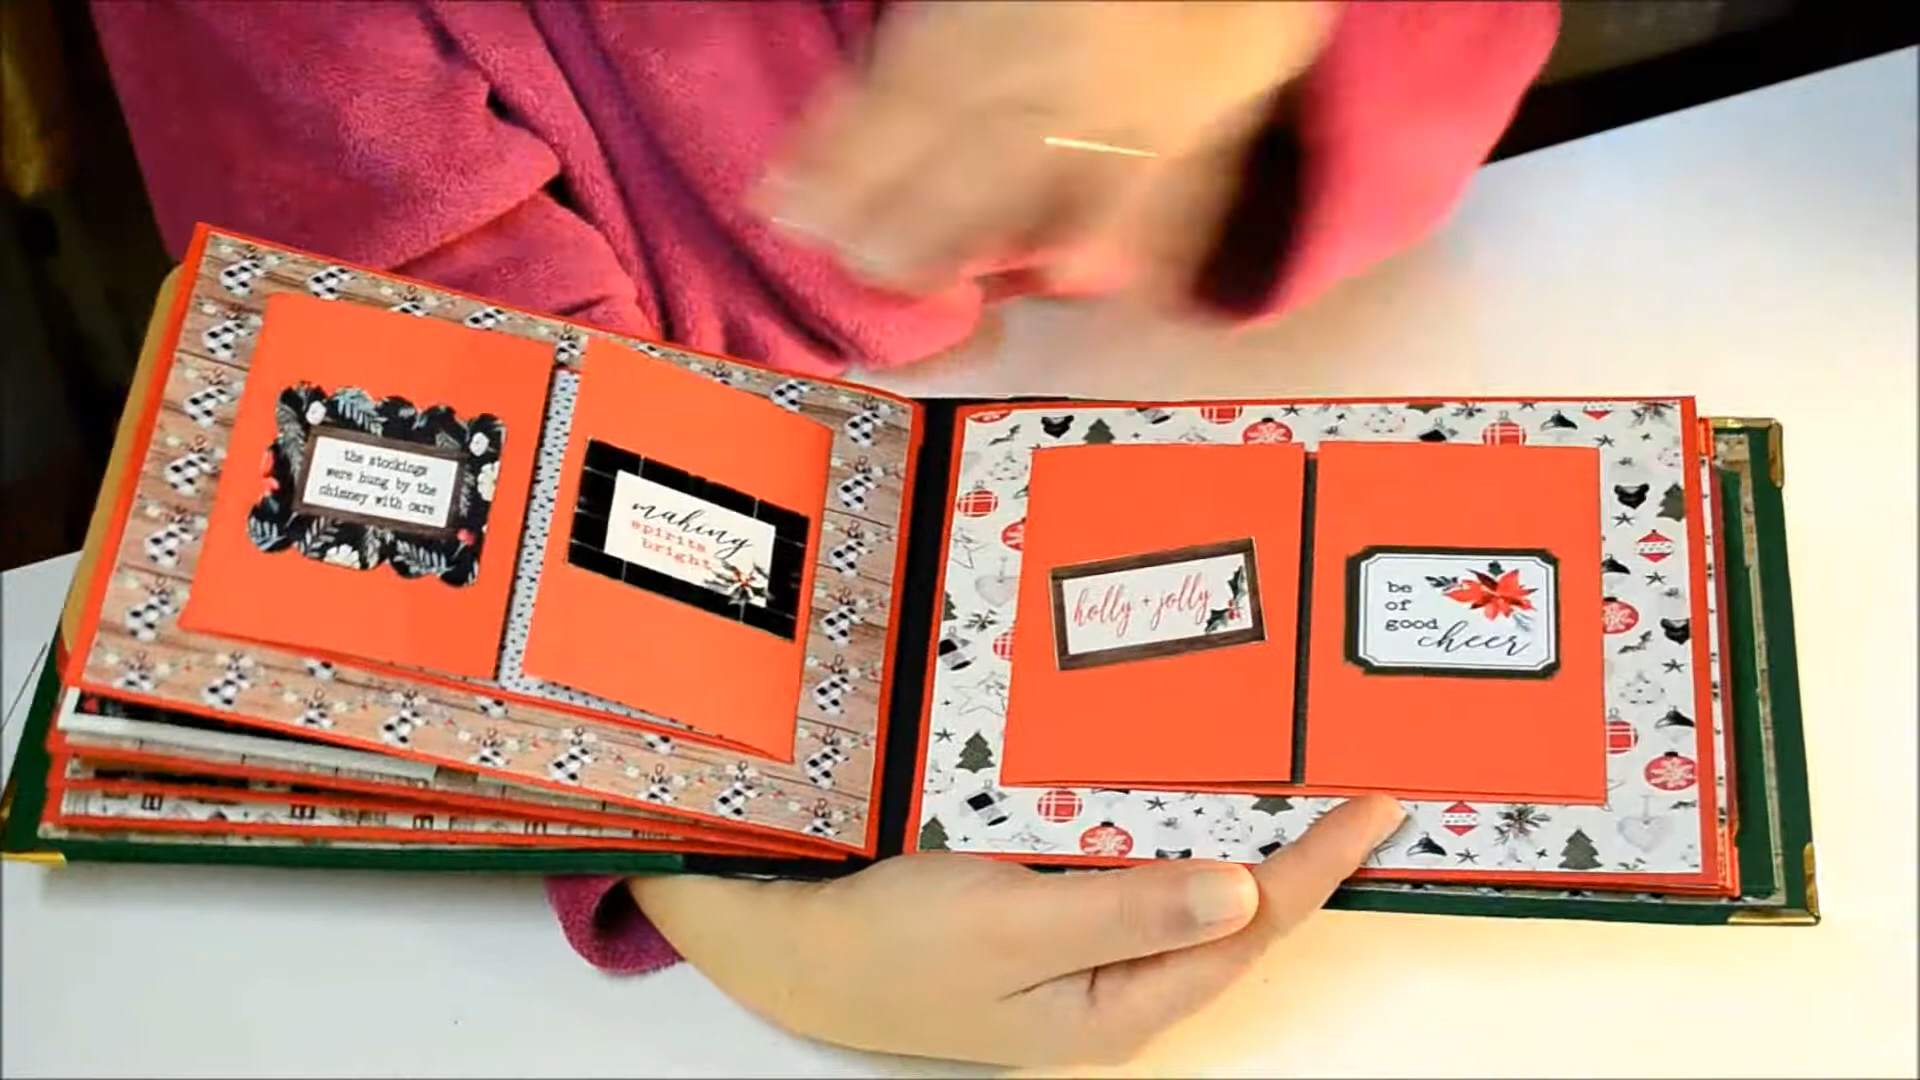 the stockings
were hung by the
chimney with care
making
spirits
bright
holly + jolly
be
of
good
cheer